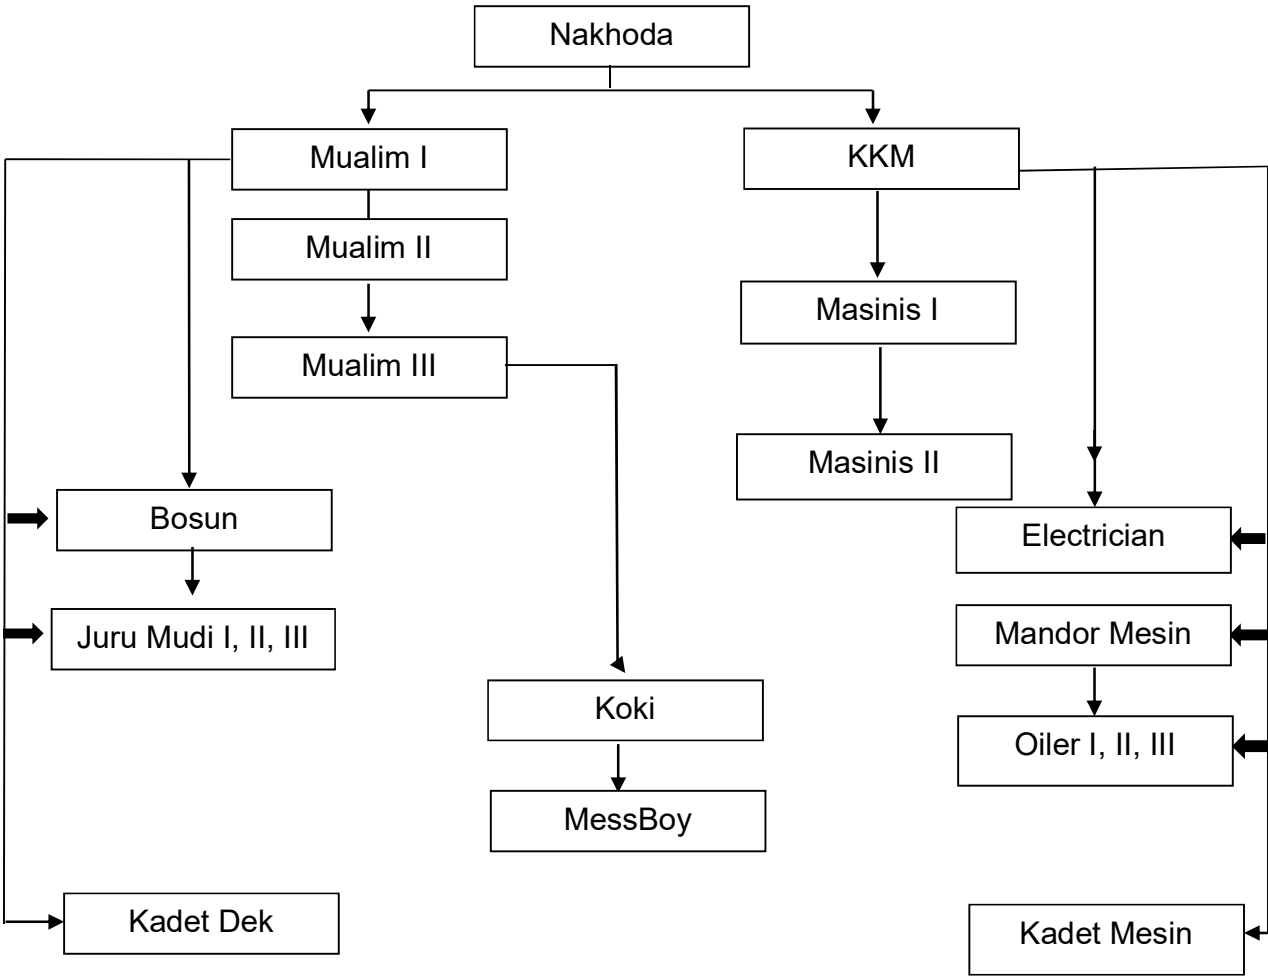 Nakhoda
Mualim I
KKM
Mualim II
Masinis I
Mualim III
Masinis II
Bosun
Electrician
Juru Mudi I, II, III
Mandor Mesin
Koki
Oiler I, II, III
MessBoy
Kadet Dek
Kadet Mesin